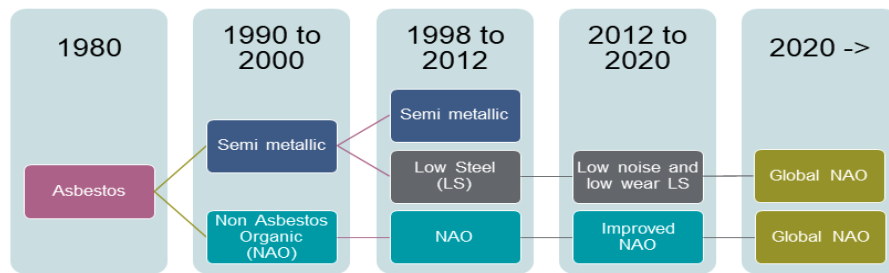 1980
1990 to
2000
1998 to
2012
2012 to
2020
2020 ->
Asbestos
Semi metallic
Non Asbestos
Organic
(NAO)
Semi metallic
Low Steel
(LS)
NAO
Low noise and
low wear LS
Improved
NAO
Global NAO
Global NAO